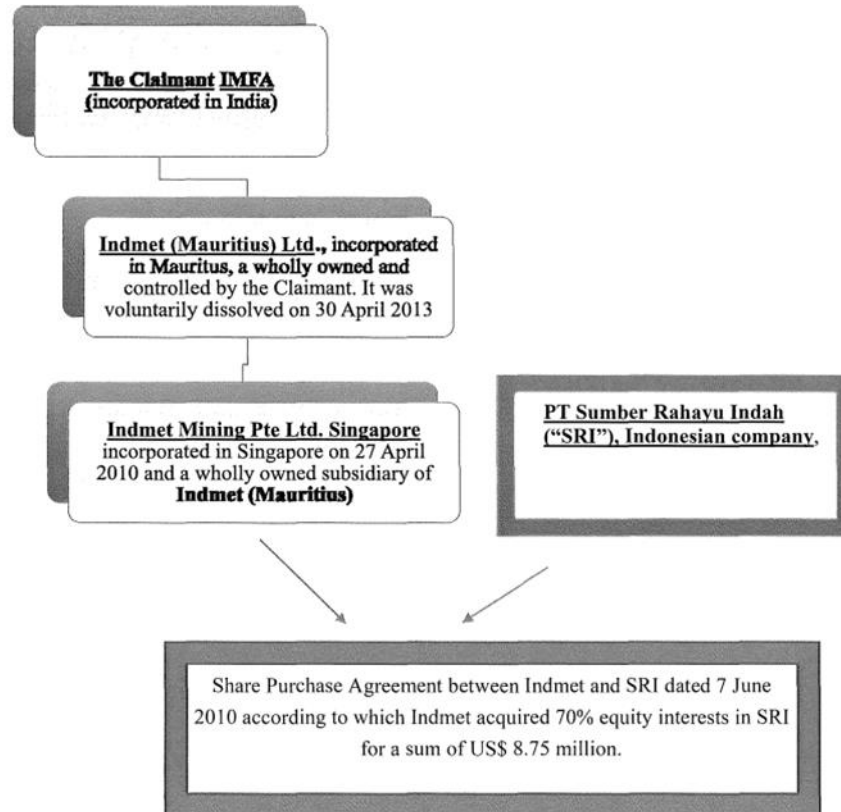 The Claimant IMFA
(incorporated in India)
Indmet (Mauritius) Ltd., incorporated
in Mauritus, a wholly owned and
controlled by the Claimant. It was
voluntarily dissolved on 30 April 2013
Indmet Mining Pte Ltd. Singapore
incorporated in Singapore on 27 April
2010 and a wholly owned subsidiary of
Indmet (Mauritius)
PT Sumber Rahayu Indah
(“SRI”), Indonesian company,
Share Purchase Agreement between Indmet and SRI dated 7 June
2010 according to which Indmet acquired 70% equity interests in SRI
for a sum of US$ 8.75 million.